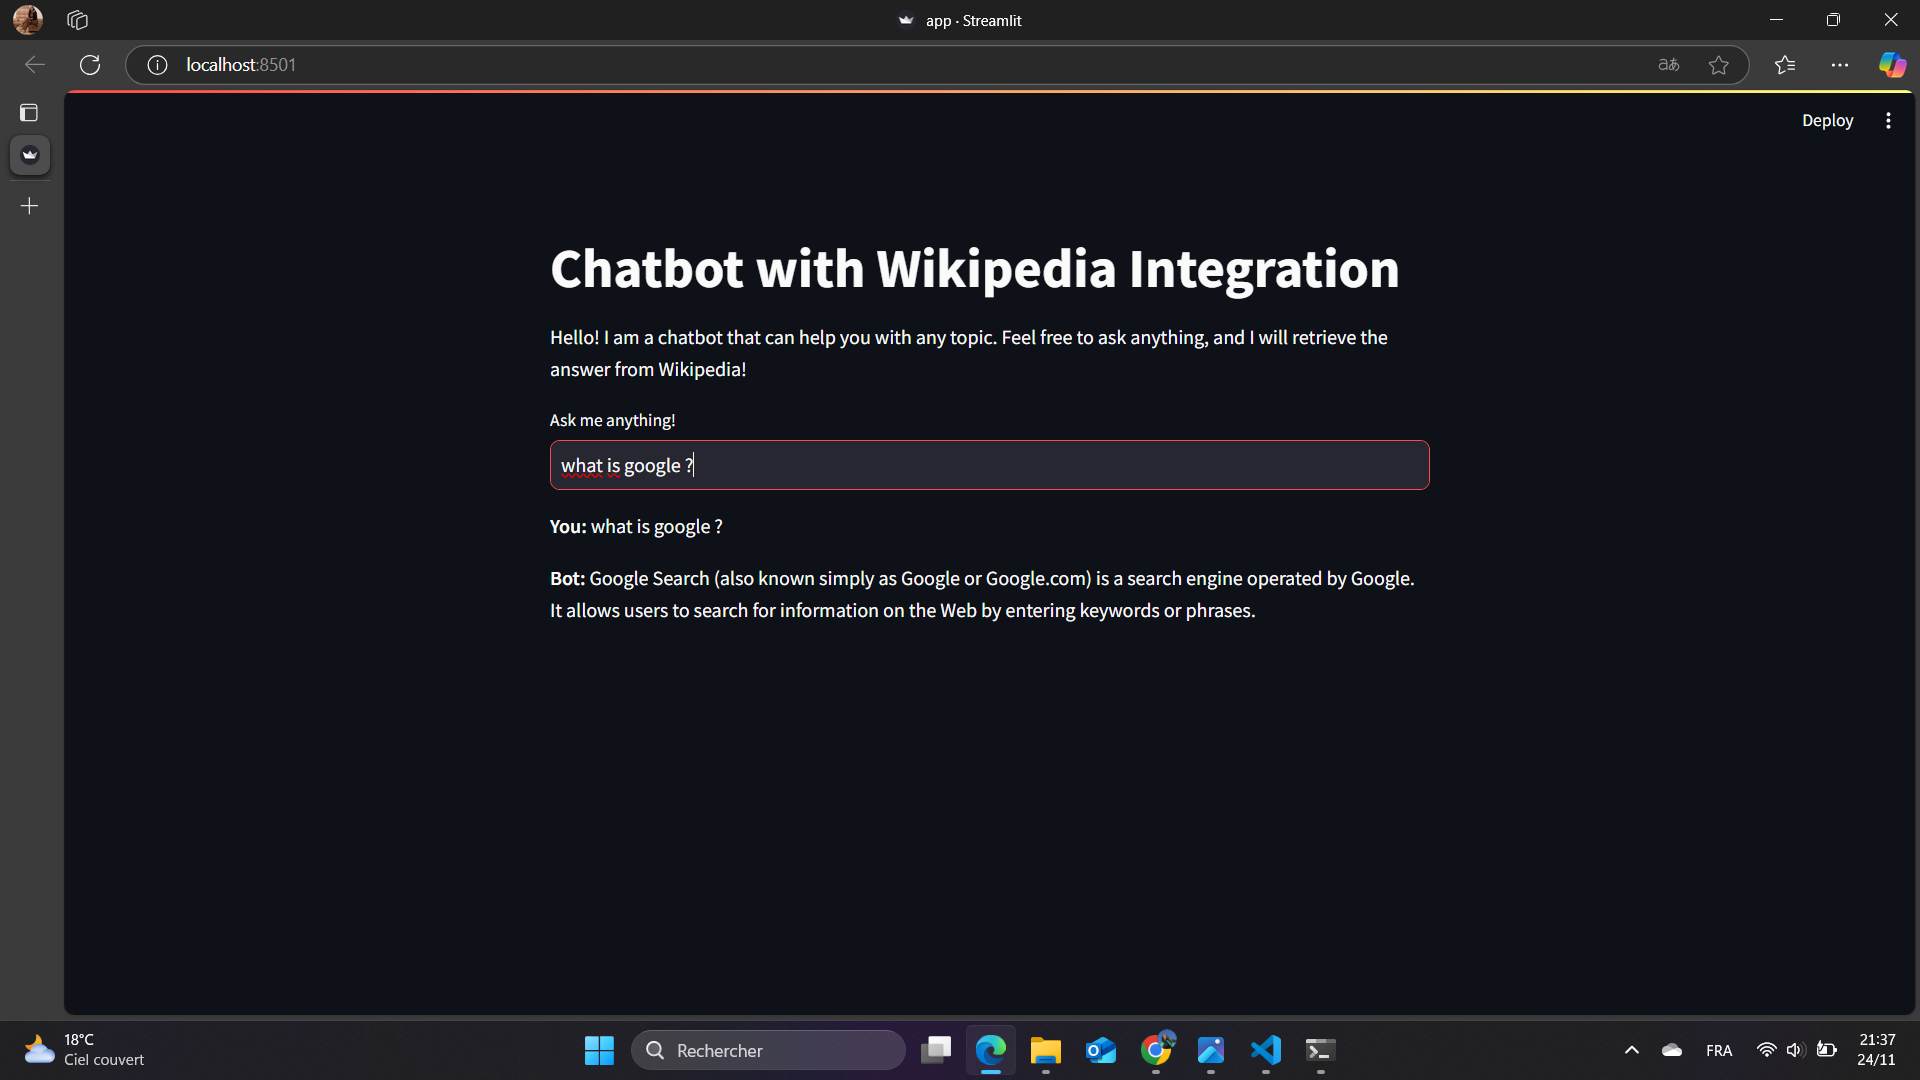 app · Streamlit
localhost:8501
aあ
Deploy
Chatbot with Wikipedia Integration
Hello! I am a chatbot that can help you with any topic. Feel free to ask anything, and I will retrieve the
answer from Wikipedia!
Ask me anything!
what is google ?
You: what is google ?
Bot: Google Search (also known simply as Google or Google.com) is a search engine operated by Google.
It allows users to search for information on the Web by entering keywords or phrases.
18°C
Ciel couvert
Rechercher
FRA
21:37
24/11